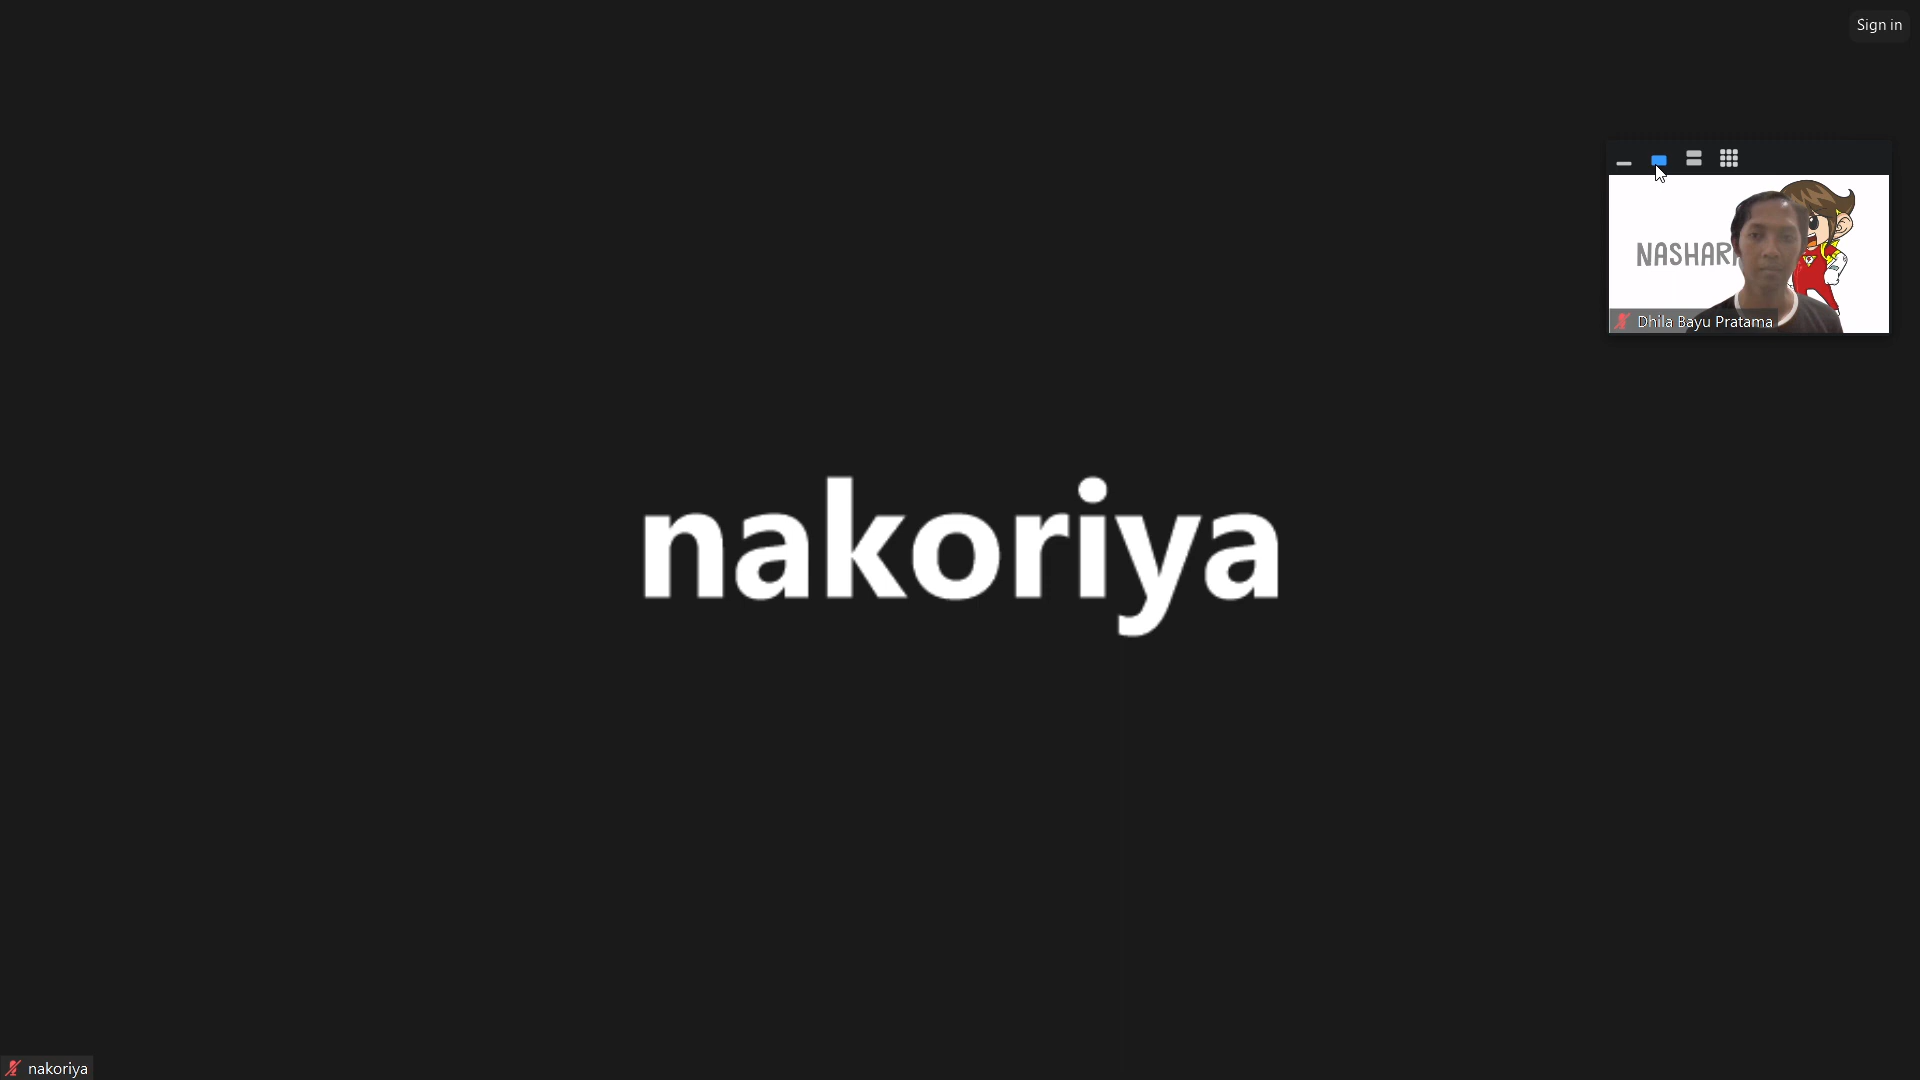 Sign in
NASHAR
Dhila Bayu Pratama
nakoriya
nakoriya